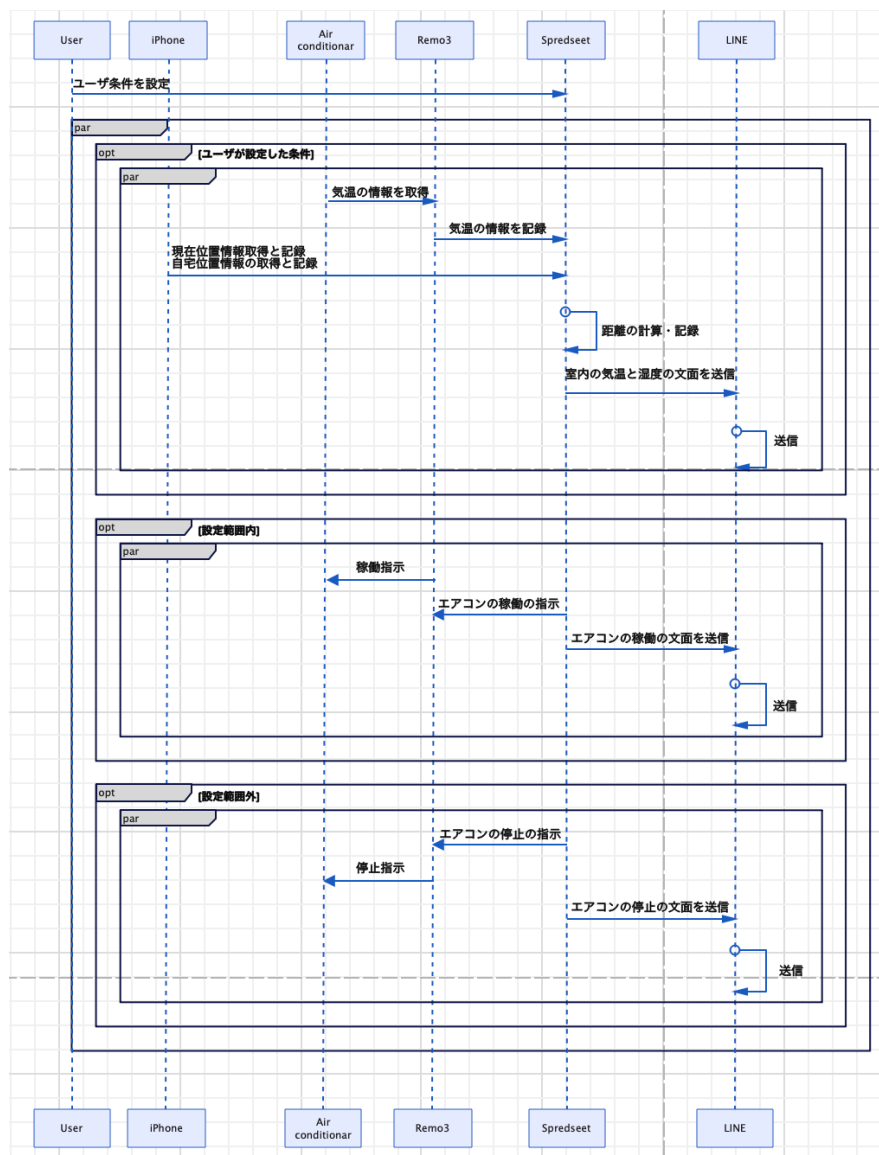 User
iPhone
Air
conditionar
Remo3
Spredseet
LINE
ユーザ条件を設定
par
opt
[ユーザが設定した条件]
par
気温の情報を取得
気温の情報を記録
現在位置情報取得と記録
自宅位置情報の取得と記録
距離の計算・記録
室内の気温と湿度の文面を送信
送信
opt
[設定範囲内]
par
稼働指示
エアコンの稼働の指示
エアコンの稼働の文面を送信
送信
opt
[設定範囲外]
par
エアコンの停止の指示
停止指示
エアコンの停止の文面を送信
送信
User
iPhone
Air
conditionar
Remo3
Spredseet
LINE